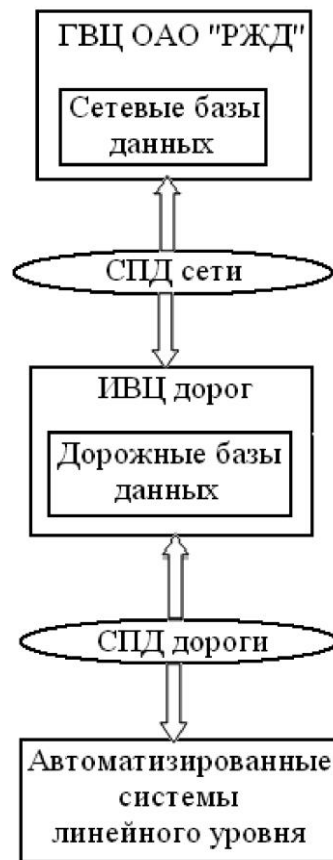 ГВЦ ОАО "РЖД"
Сетевые базы
данных
СПД сети
ИВЦ дорог
Дорожные базы
данных
СПД дороги
Автоматизированные
системы
линейного уровня